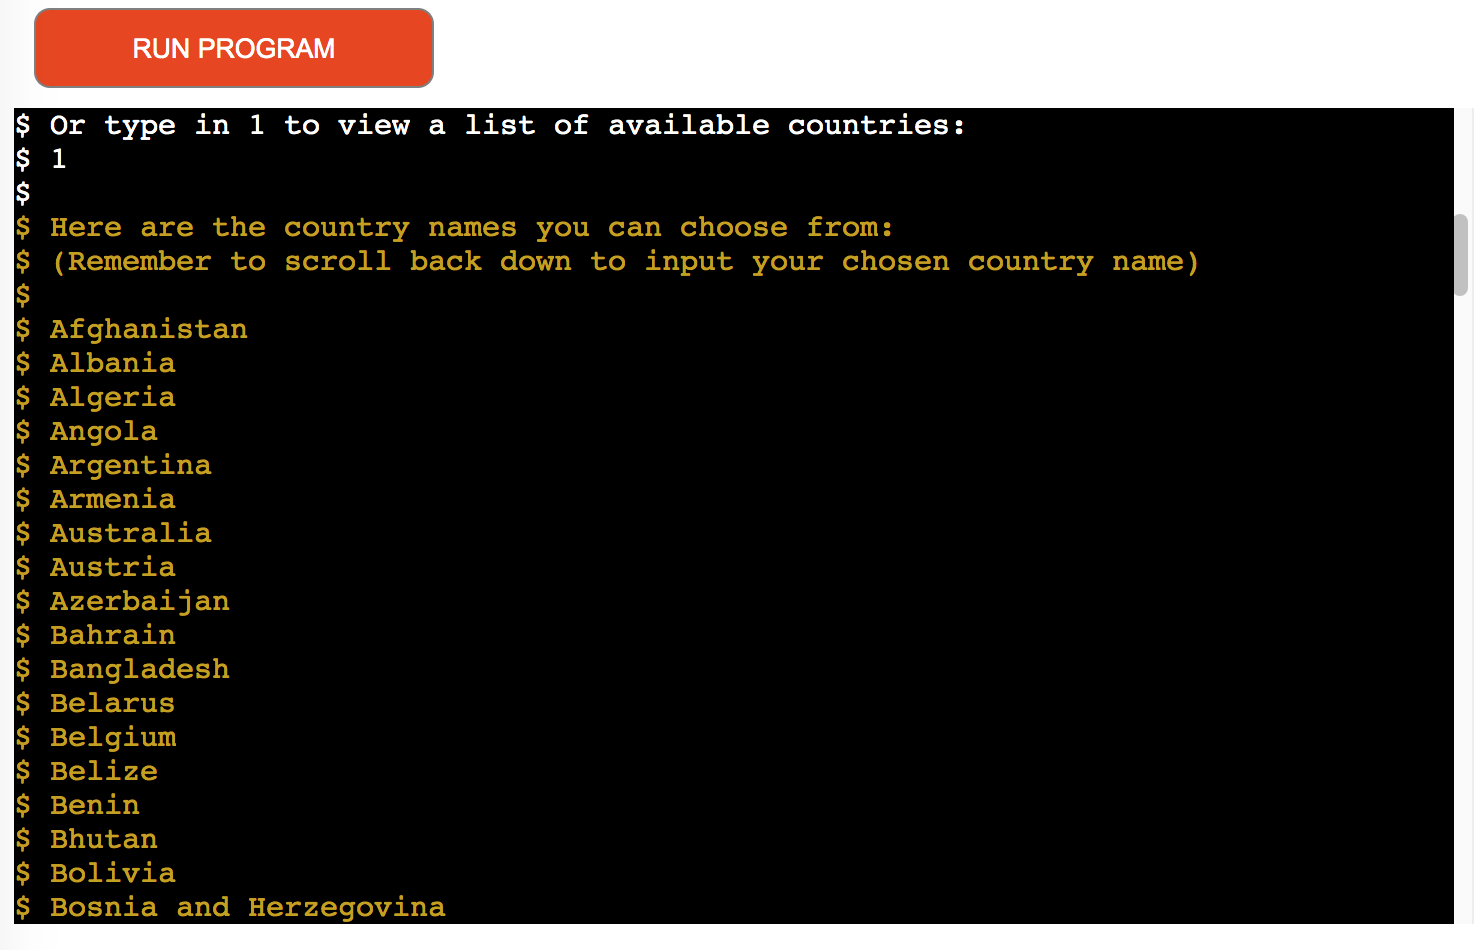 RUN PROGRAM
$ Or type in 1 to view a list of available countries:
$ 1
$
$ Here are the country names you can choose from:
$ (Remember to scroll back down to input your chosen country name)
$
$ Afghanistan
$ Albania
$ Algeria
$ Angola
$ Argentina
$ Armenia
$ Australia
$ Austria
$ Azerbaijan
$ Bahrain
$ Bangladesh
$ Belarus
$ Belgium
$ Belize
$ Benin
$ Bhutan
$ Bolivia
$ Bosnia and Herzegovina